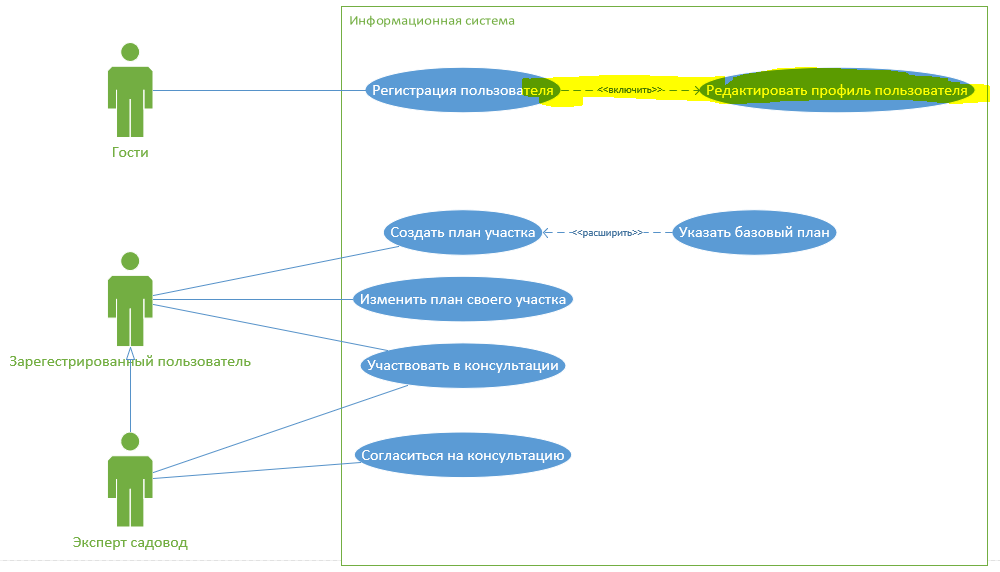 Информационная система
Регистрация пользователя
<<включить>>
Редактировать профиль пользователя
Гости
Создать план участка
<<расширить>>
Указать базовый план
Изменить план своего участка
Зарегестрированный пользователь
Участвовать в консультации
Согласиться на консультацию
Эксперт садовод